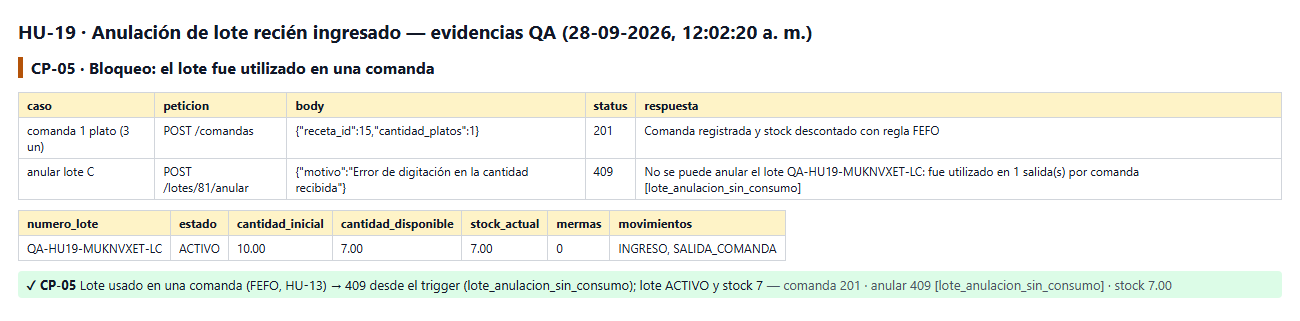 HU-19 · Anulación de lote recién ingresado — evidencias QA (28-09-2026, 12:02:20 a. m.)
CP-05 · Bloqueo: el lote fue utilizado en una comanda
caso peticion body status respuesta
comanda 1 plato (3 un) POST /comandas {"receta_id":15,"cantidad_platos":1} 201 Comanda registrada y stock descontado con regla FEFO
anular lote C POST /lotes/81/anular {"motivo":"Error de digitación en la cantidad recibida"} 409 No se puede anular el lote QA-HU19-MUKNVXET-LC: fue utilizado en 1 salida(s) por comanda [lote_anulacion_sin_consumo]
numero_lote estado cantidad_inicial cantidad_disponible stock_actual mermas movimientos
QA-HU19-MUKNVXET-LC ACTIVO 10.00 7.00 7.00 0 INGRESO, SALIDA_COMANDA
✓ CP-05 Lote usado en una comanda (FEFO, HU-13) → 409 desde el trigger (lote_anulacion_sin_consumo); lote ACTIVO y stock 7 — comanda 201 · anular 409 [lote_anulacion_sin_consumo] · stock 7.00